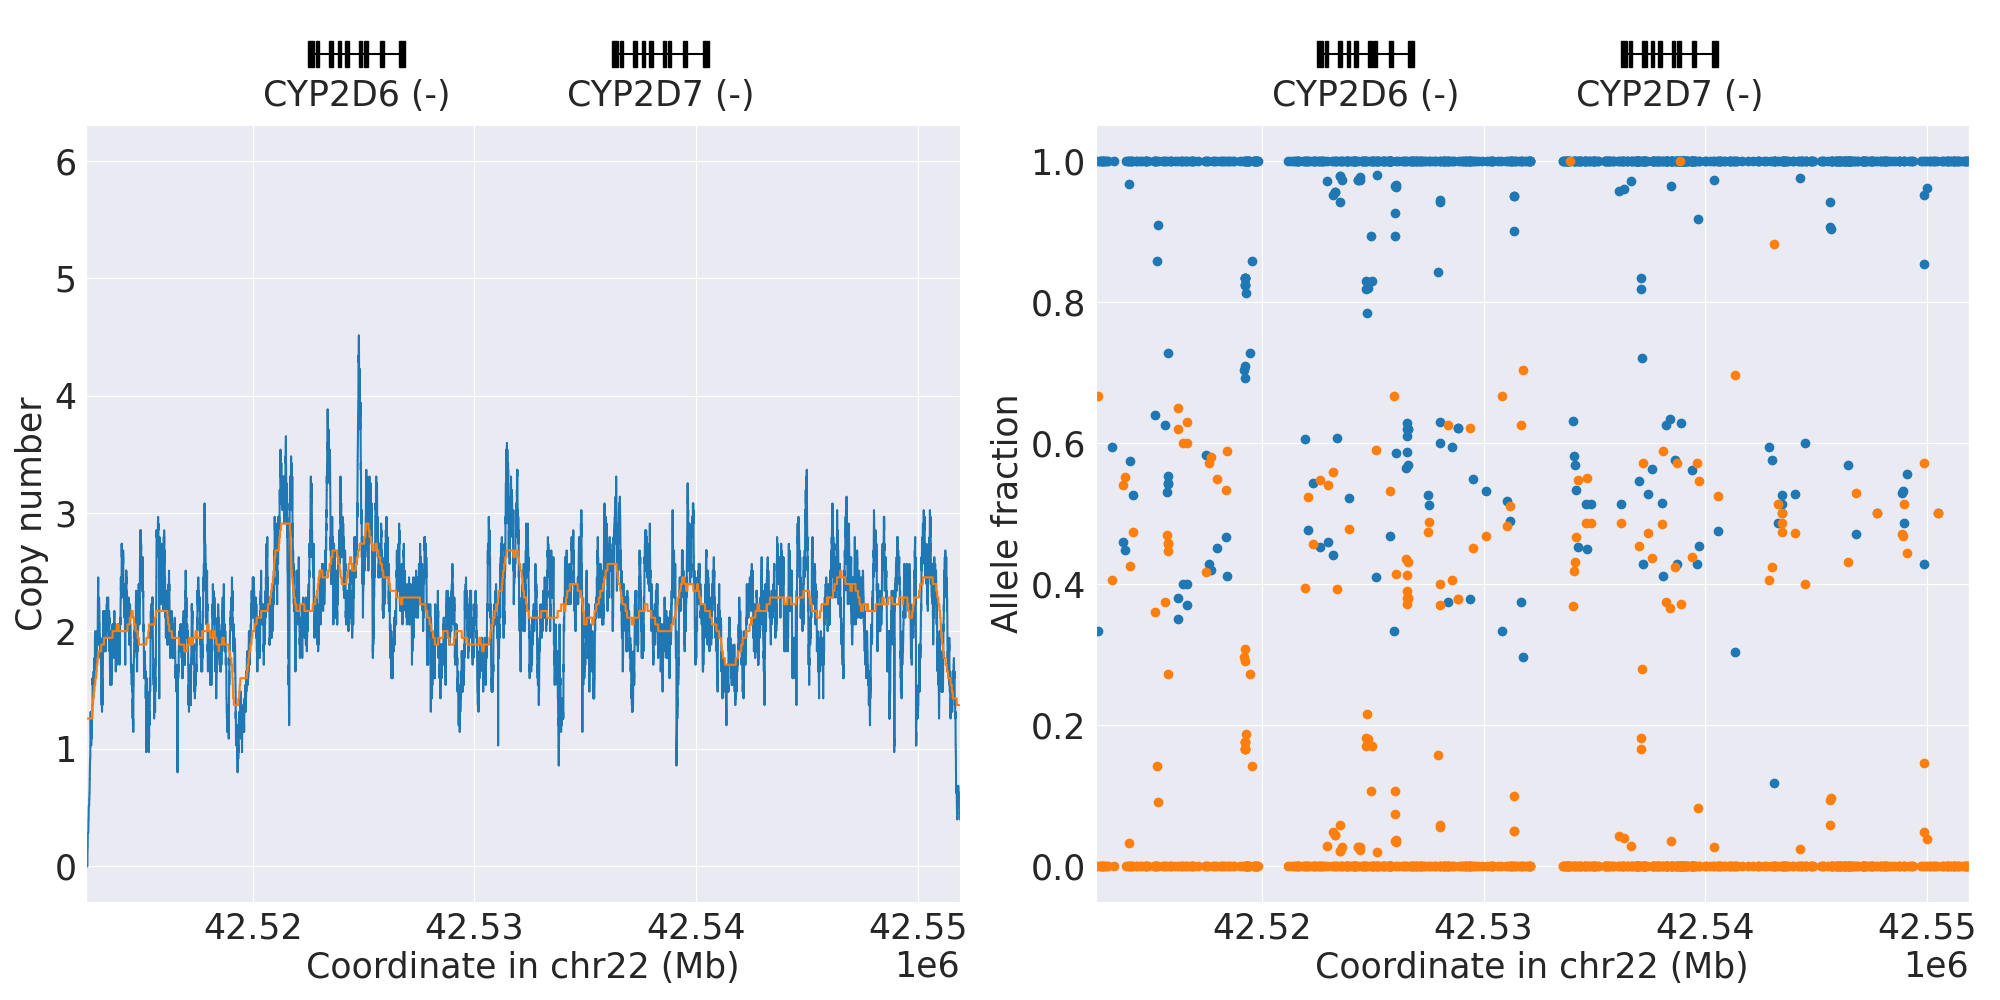 CYP2D6 (-) CYP2D7 (-)
6
5
4
3
2
1
0
Copy number
42.52 42.53 42.54 42.55
Coordinate in chr22 (Mb) 1e6
CYP2D6 (-) CYP2D7 (-)
1.0
0.8
0.6
0.4
0.2
0.0
Allele fraction
42.52 42.53 42.54 42.55
Coordinate in chr22 (Mb) 1e6